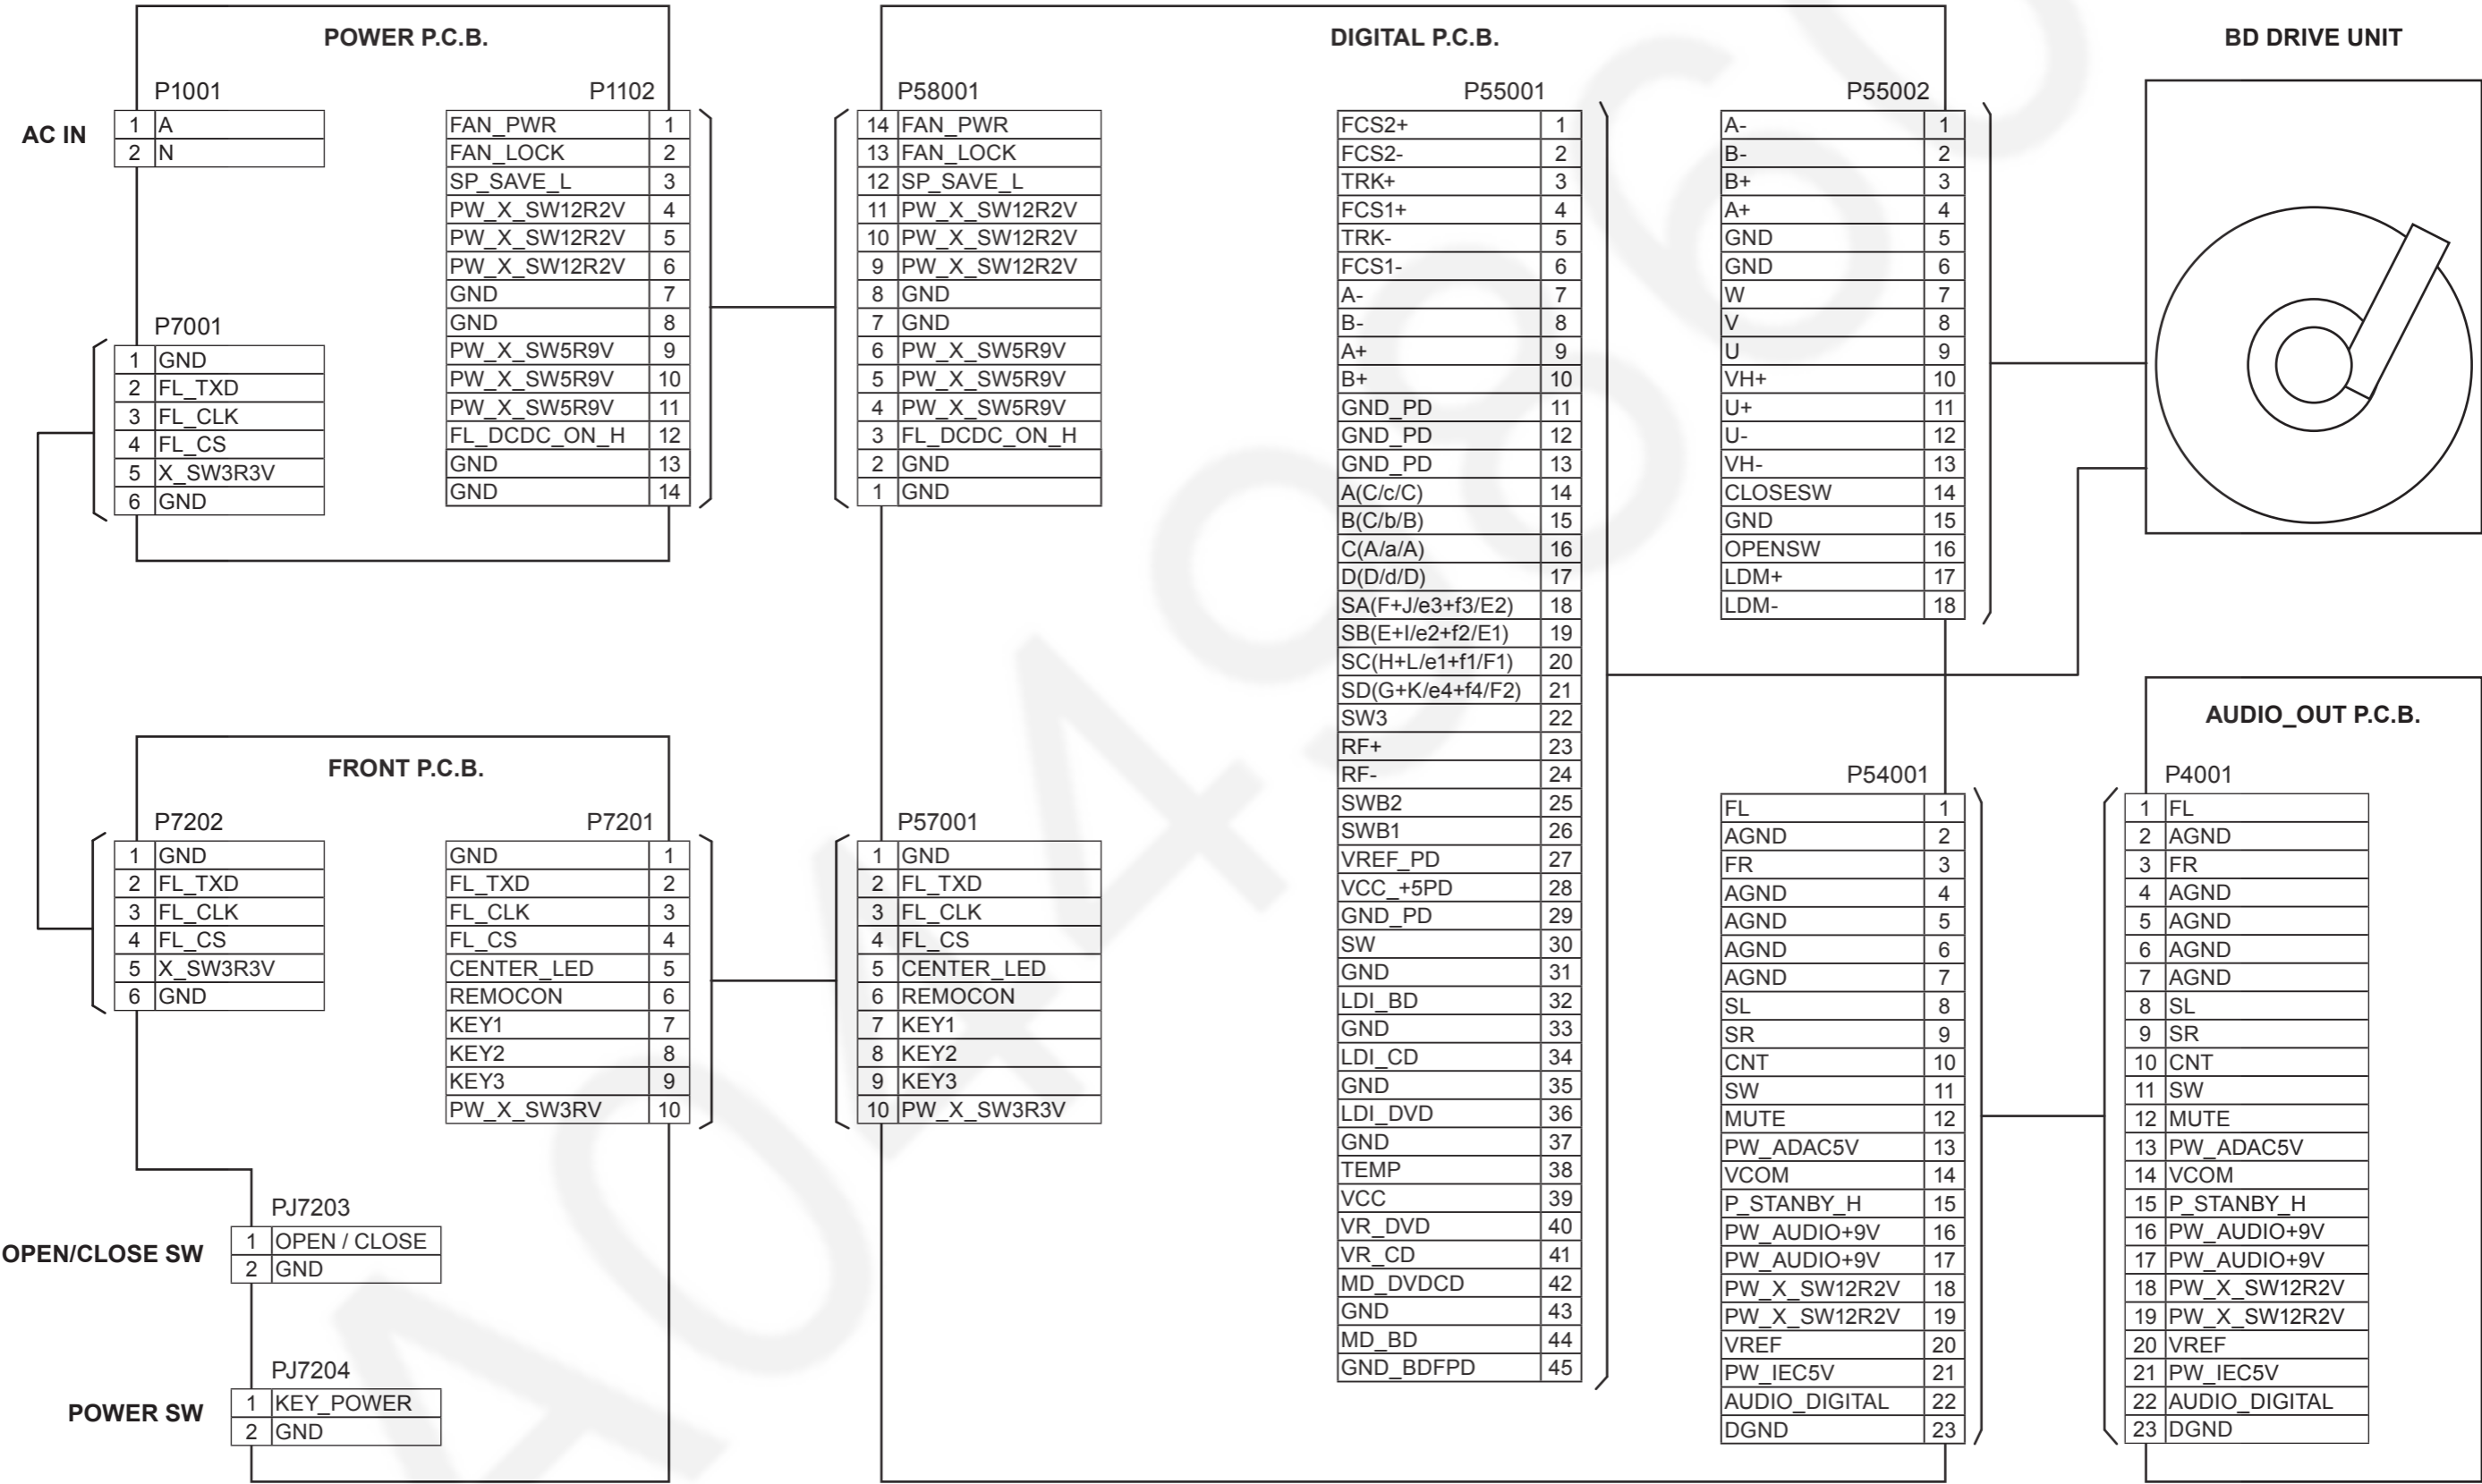 POWER P.C.B.
P1001
AC IN
1 A
2 N
P7001
1 GND
2 FL_TXD
3 FL_CLK
4 FL_CS
5 X_SW3R3V
6 GND
P1102
FAN_PWR 1
FAN_LOCK 2
SP_SAVE_L 3
PW_X_SW12R2V 4
PW_X_SW12R2V 5
PW_X_SW12R2V 6
GND 7
GND 8
PW_X_SW5R9V 9
PW_X_SW5R9V 10
PW_X_SW5R9V 11
FL_DCDC_ON_H 12
GND 13
GND 14
FRONT P.C.B.
P7202
1 GND
2 FL_TXD
3 FL_CLK
4 FL_CS
5 X_SW3R3V
6 GND
P7201
GND 1
FL_TXD 2
FL_CLK 3
FL_CS 4
CENTER_LED 5
REMOCON 6
KEY1 7
KEY2 8
KEY3 9
PW_X_SW3RV 10
PJ7203
OPEN/CLOSE SW
1 OPEN / CLOSE
2 GND
PJ7204
POWER SW
1 KEY_POWER
2 GND
DIGITAL P.C.B.
P58001
14 FAN_PWR
13 FAN_LOCK
12 SP_SAVE_L
11 PW_X_SW12R2V
10 PW_X_SW12R2V
9 PW_X_SW12R2V
8 GND
7 GND
6 PW_X_SW5R9V
5 PW_X_SW5R9V
4 PW_X_SW5R9V
3 FL_DCDC_ON_H
2 GND
1 GND
P57001
1 GND
2 FL_TXD
3 FL_CLK
4 FL_CS
5 CENTER_LED
6 REMOCON
7 KEY1
8 KEY2
9 KEY3
10 PW_X_SW3R3V
P55001
FCS2+ 1
FCS2- 2
TRK+ 3
FCS1+ 4
TRK- 5
FCS1- 6
A- 7
B- 8
A+ 9
B+ 10
GND_PD 11
GND_PD 12
GND_PD 13
A(C/c/C) 14
B(C/b/B) 15
C(A/a/A) 16
D(D/d/D) 17
SA(F+J/e3+f3/E2) 18
SB(E+I/e2+f2/E1) 19
SC(H+L/e1+f1/F1) 20
SD(G+K/e4+f4/F2) 21
SW3 22
RF+ 23
RF- 24
SWB2 25
SWB1 26
VREF_PD 27
VCC_+5PD 28
GND_PD 29
SW 30
GND 31
LDI_BD 32
GND 33
LDI_CD 34
GND 35
LDI_DVD 36
GND 37
TEMP 38
VCC 39
VR_DVD 40
VR_CD 41
MD_DVDCD 42
GND 43
MD_BD 44
GND_BDFPD 45
P55002
A- 1
B- 2
B+ 3
A+ 4
GND 5
GND 6
W 7
V 8
U 9
VH+ 10
U+ 11
U- 12
VH- 13
CLOSESW 14
GND 15
OPENSW 16
LDM+ 17
LDM- 18
P54001
FL 1
AGND 2
FR 3
AGND 4
AGND 5
AGND 6
AGND 7
SL 8
SR 9
CNT 10
SW 11
MUTE 12
PW_ADAC5V 13
VCOM 14
P_STANBY_H 15
PW_AUDIO+9V 16
PW_AUDIO+9V 17
PW_X_SW12R2V 18
PW_X_SW12R2V 19
VREF 20
PW_IEC5V 21
AUDIO_DIGITAL 22
DGND 23
BD DRIVE UNIT
AUDIO_OUT P.C.B.
P4001
1 FL
2 AGND
3 FR
4 AGND
5 AGND
6 AGND
7 AGND
8 SL
9 SR
10 CNT
11 SW
12 MUTE
13 PW_ADAC5V
14 VCOM
15 P_STANBY_H
16 PW_AUDIO+9V
17 PW_AUDIO+9V
18 PW_X_SW12R2V
19 PW_X_SW12R2V
20 VREF
21 PW_IEC5V
22 AUDIO_DIGITAL
23 DGND